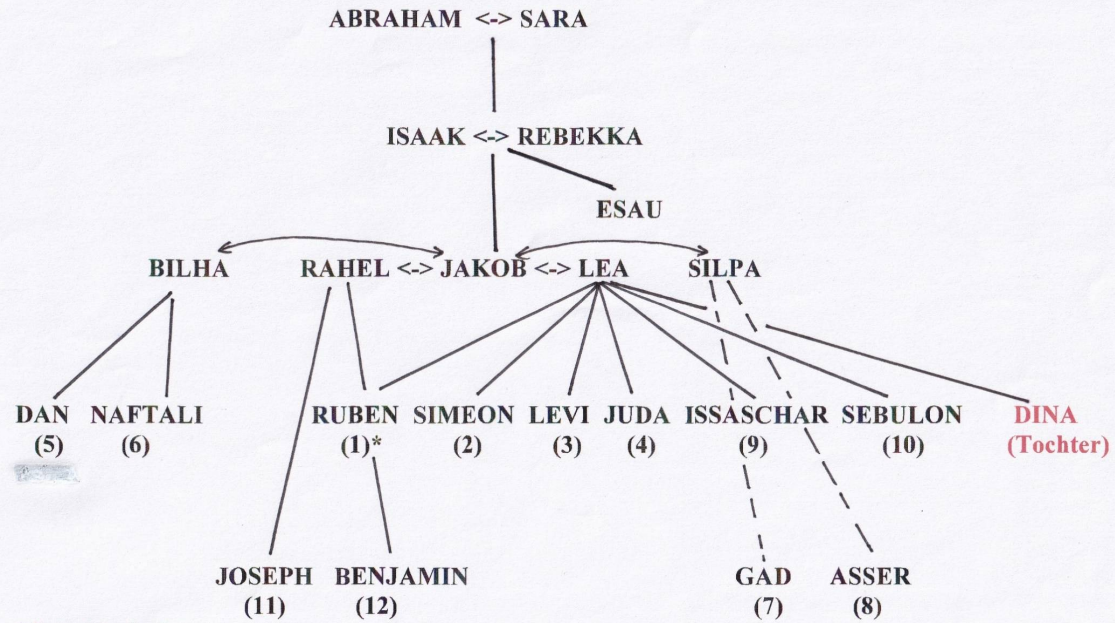 ABRAHAM <-> SARA
ISAAK <-> REBEKKA
ESAU
BILHA RAHEL <-> JAKOB <-> LEA SILPA
DAN NAFTALI RUBEN SIMEON LEVI JUDA ISSASCHAR SEBULON DINA
(5) (6) (1)* (2) (3) (4) (9) (10) (Tochter)
JOSEPH BENJAMIN GAD ASSER
(11) (12) (7) (8)